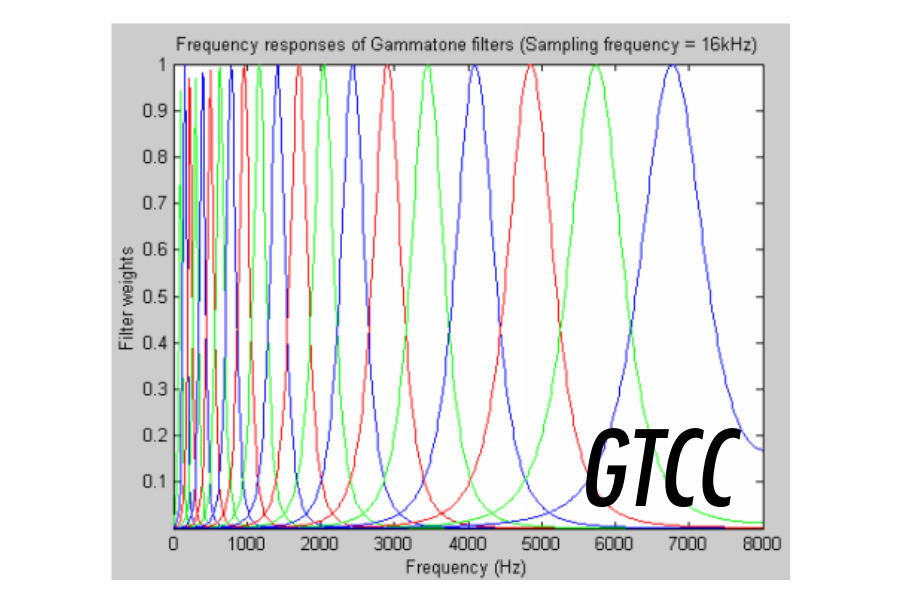 Frequency responses of Gammatone filters (Sampling frequency = 16kHz)
1
0.9
0.8
0.7
0.6
0.5
0.4
0.3
0.2
0.1
Filter weights
GTCC
0 1000 2000 3000 4000 5000 6000 7000 8000
Frequency (Hz)